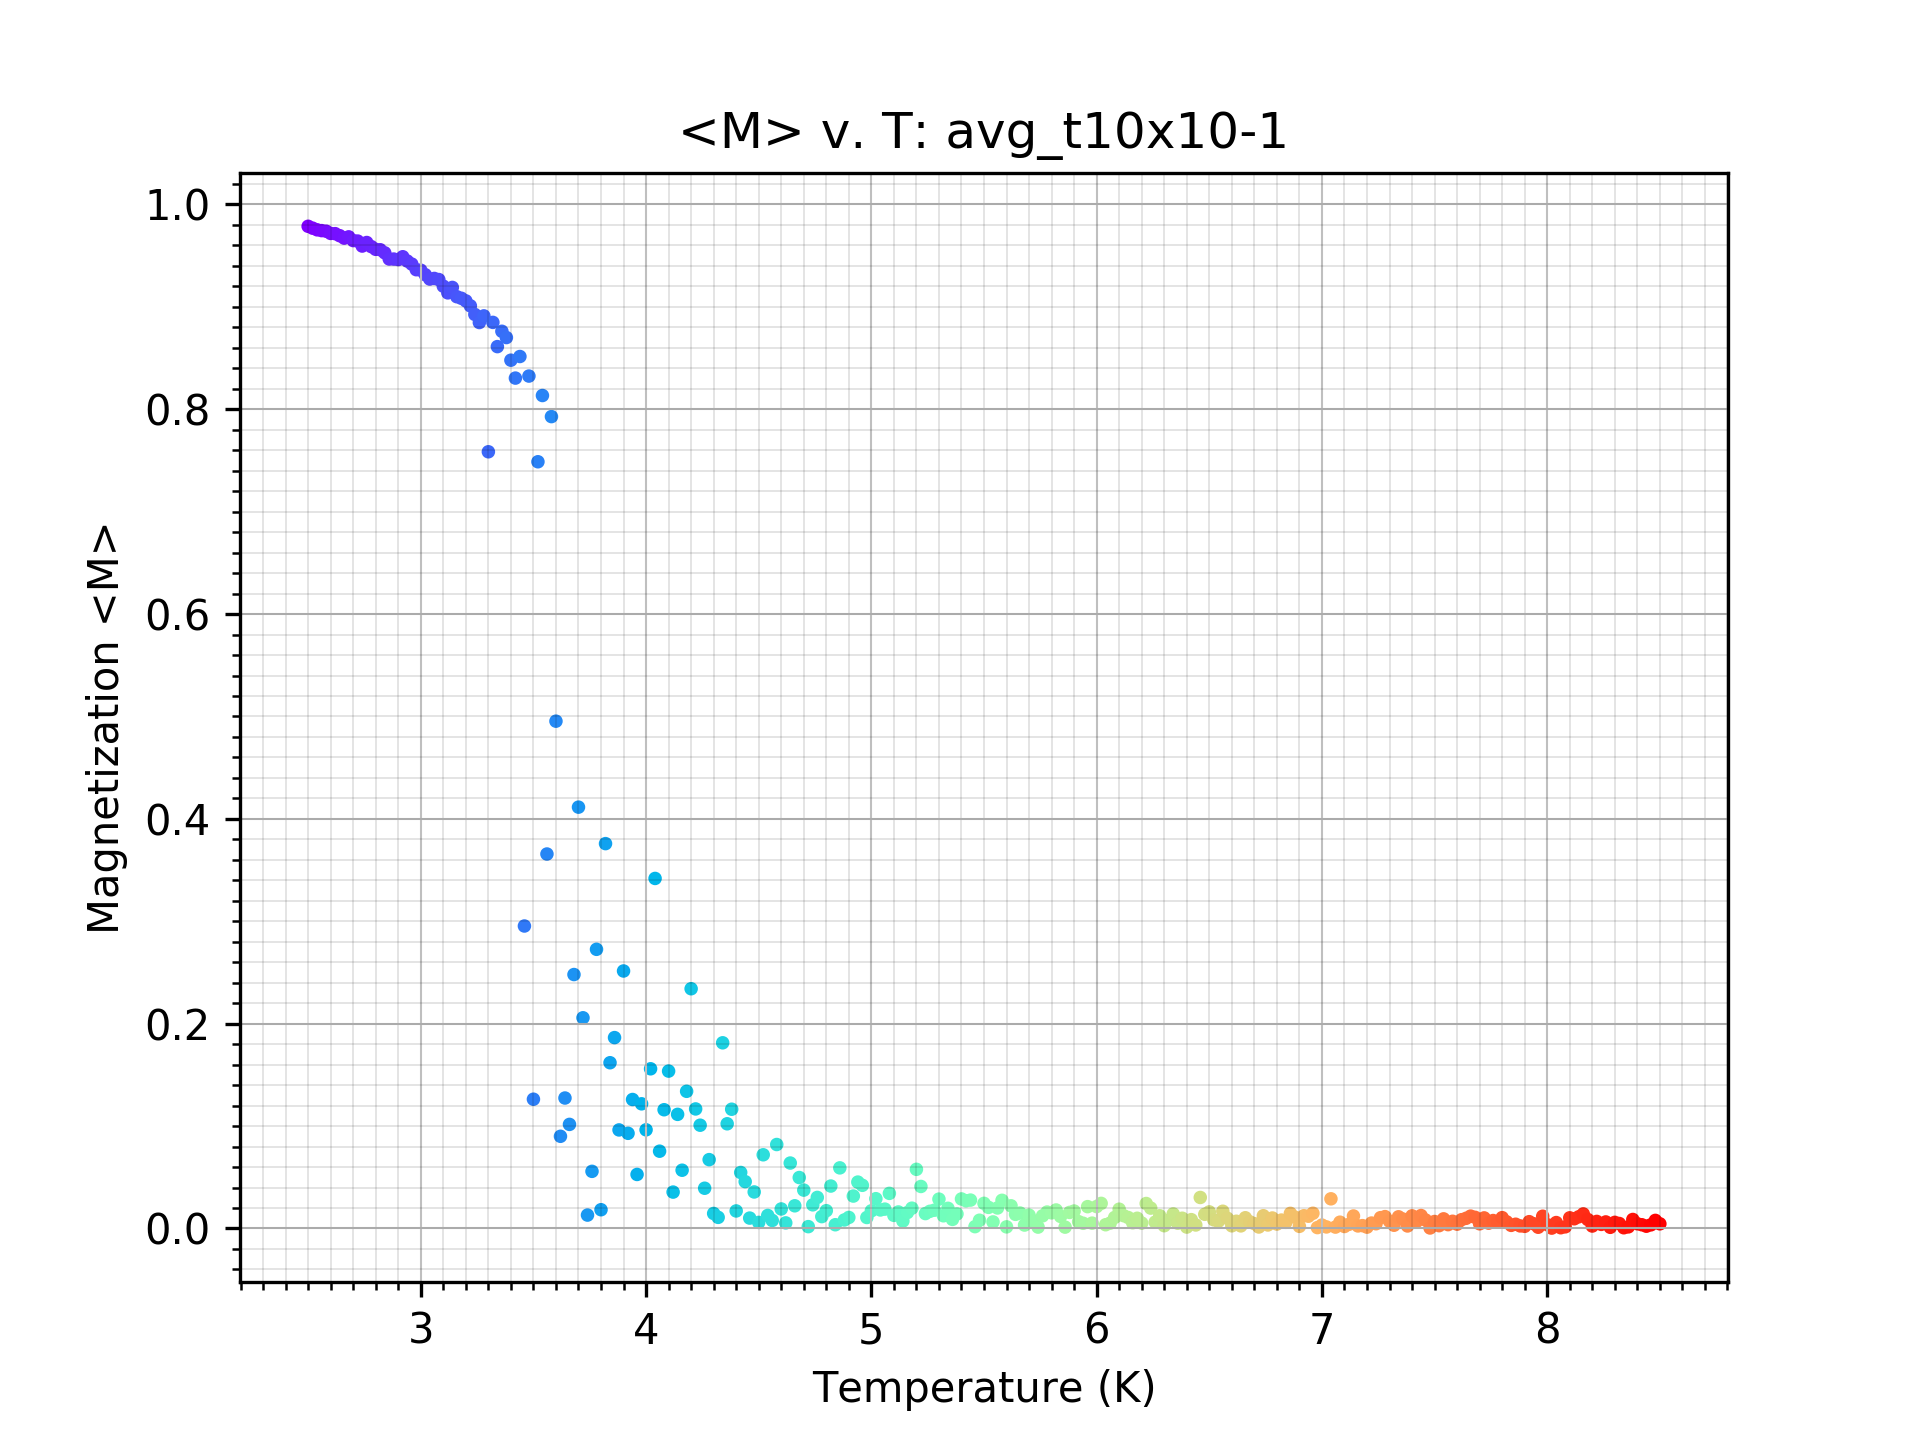 <M> v. T: avg_t10x10-1
1.0
0.8
0.6
0.4
0.2
0.0
Magnetization <M>
3 4 5 6 7 8
Temperature (K)